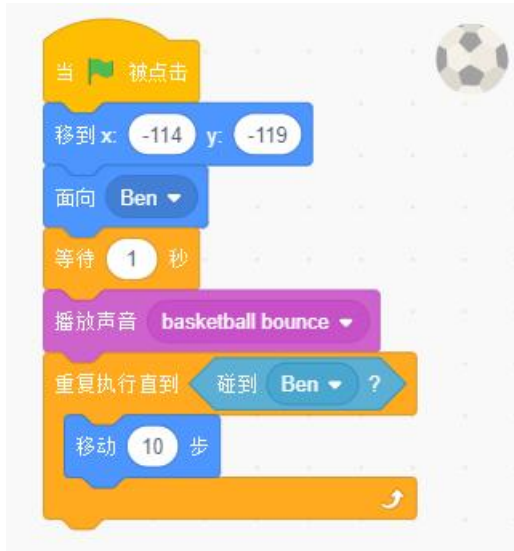 当 被点击
移到 x: -114 y: -119
面向 Ben
等待 1 秒
播放声音 basketball bounce
重复执行直到 碰到 Ben ?
移动 10 步